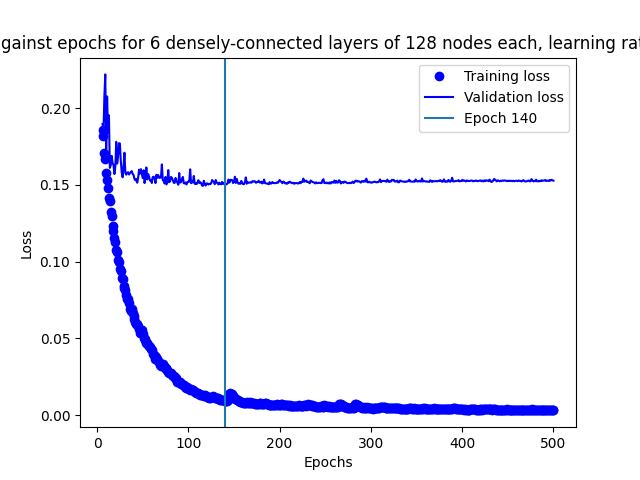 gainst epochs for 6 densely-connected layers of 128 nodes each, learning
Training loss
Validation loss
Epoch 140
0.20
0.15
0.10
0.05
0.00
Loss
0 100 200 300 400 500
Epochs